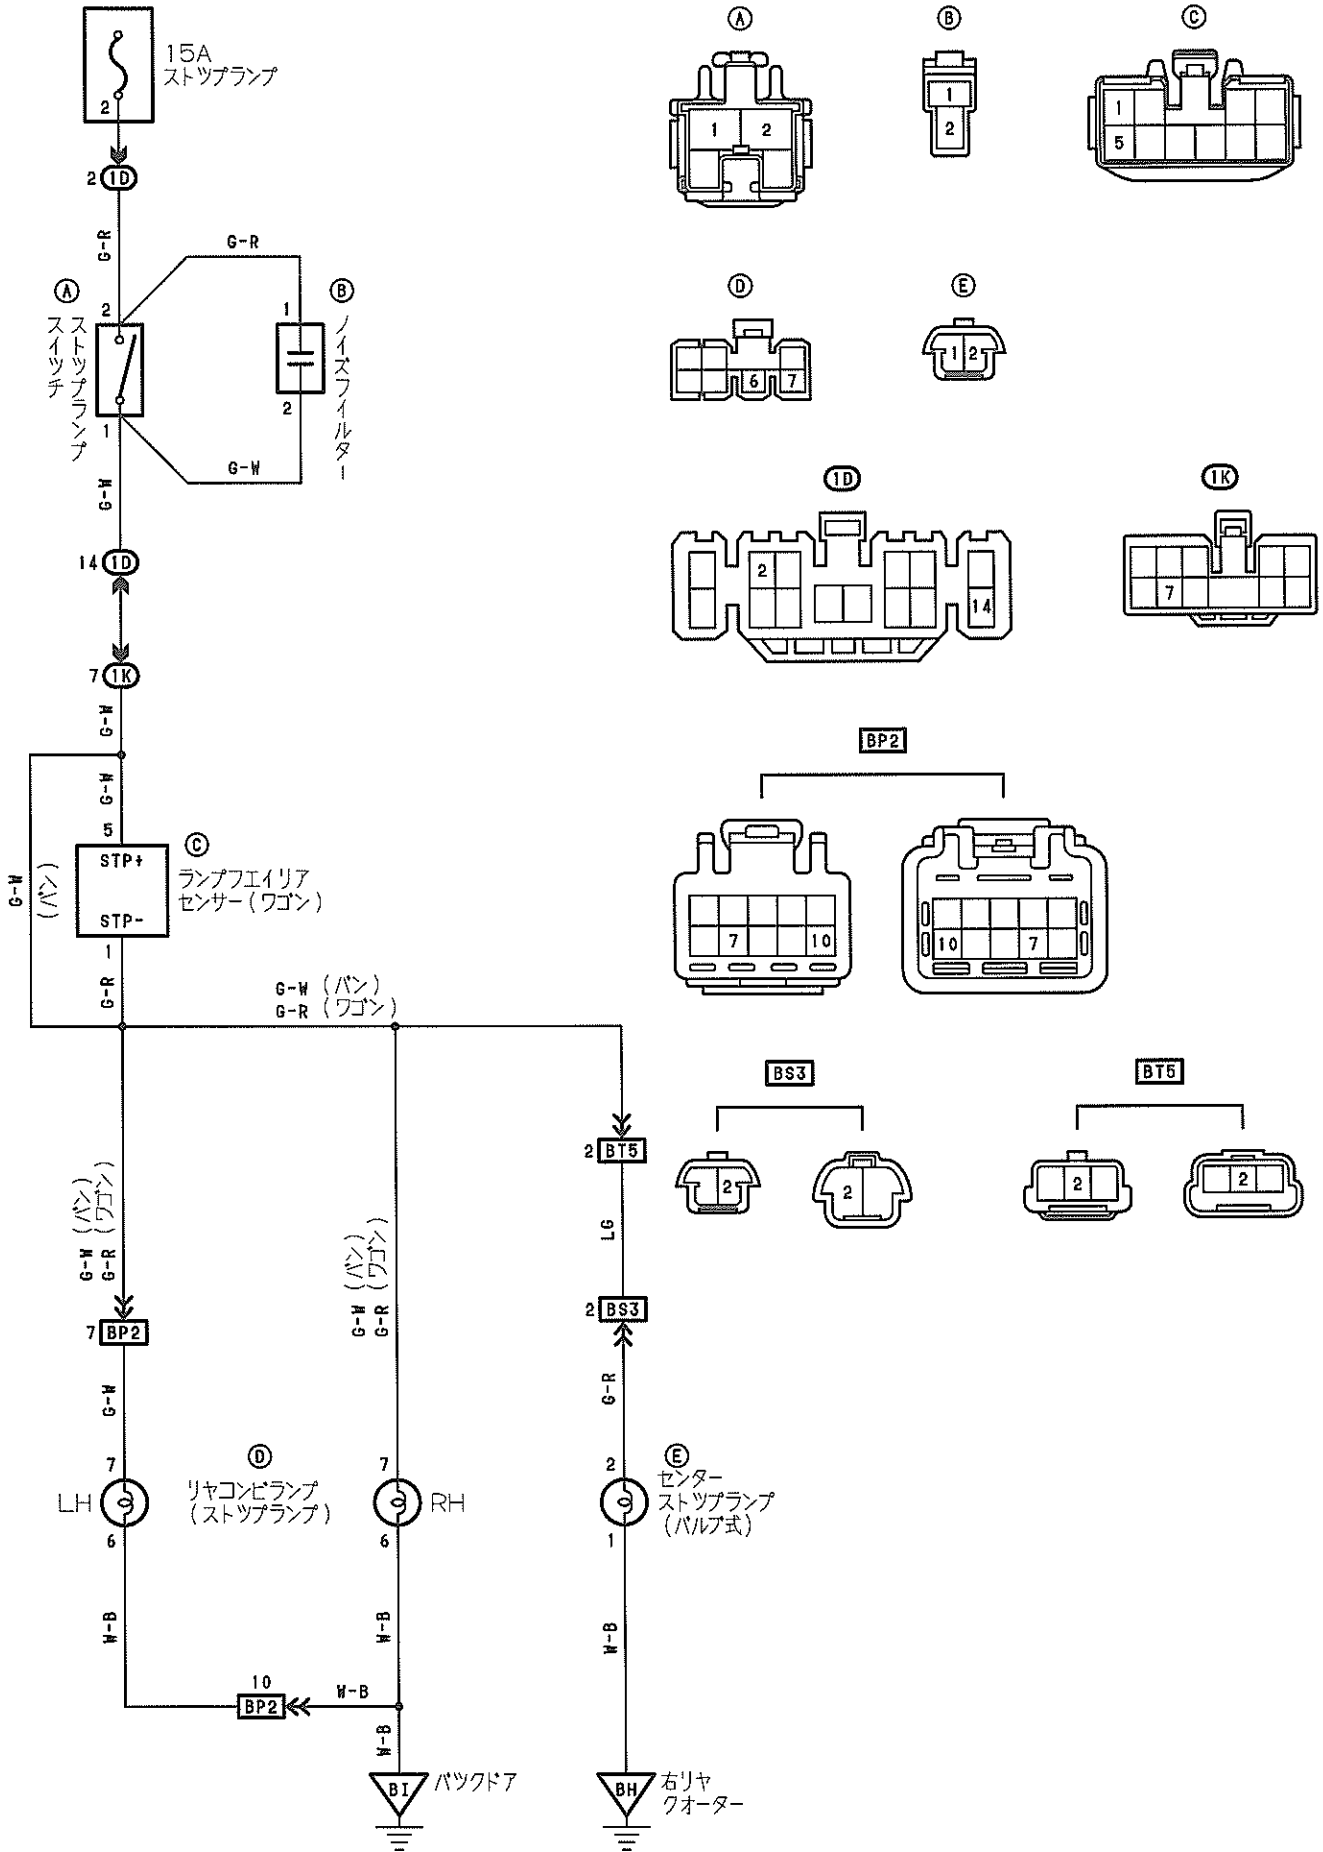 15A
ストツプランプ
2
2 1D
G-R
G-R
A
ストツプランプ
スイツチ
2
1
B
ノイズフイルター
1
2
G-W
G-W
14 1D
7 1K
G-W
G-W
G-W
(バン)
5
STP+
STP-
1
C
ランプフエイリア
センサー(ワゴン)
G-R
G-W (バン)
G-R (ワゴン)
G-W (バン)
G-R (ワゴン)
G-W (バン)
G-R (ワゴン)
2 BT5
LG
2 BS3
G-R
7 BP2
G-W
7
LH
6
D
リヤコンビランプ
(ストツプランプ)
7
RH
6
2
1
E
センター
ストツプランプ
(バルブ式)
W-B
W-B
W-B
10
BP2
W-B
W-B
BI
バツクドア
BH
右リヤ
クオーター
A
1 2
B
1
2
C
1
5
D
6 7
E
1 2
1D
2
14
1K
7
BP2
7 10
10 7
BS3
2
2
BT5
2
2